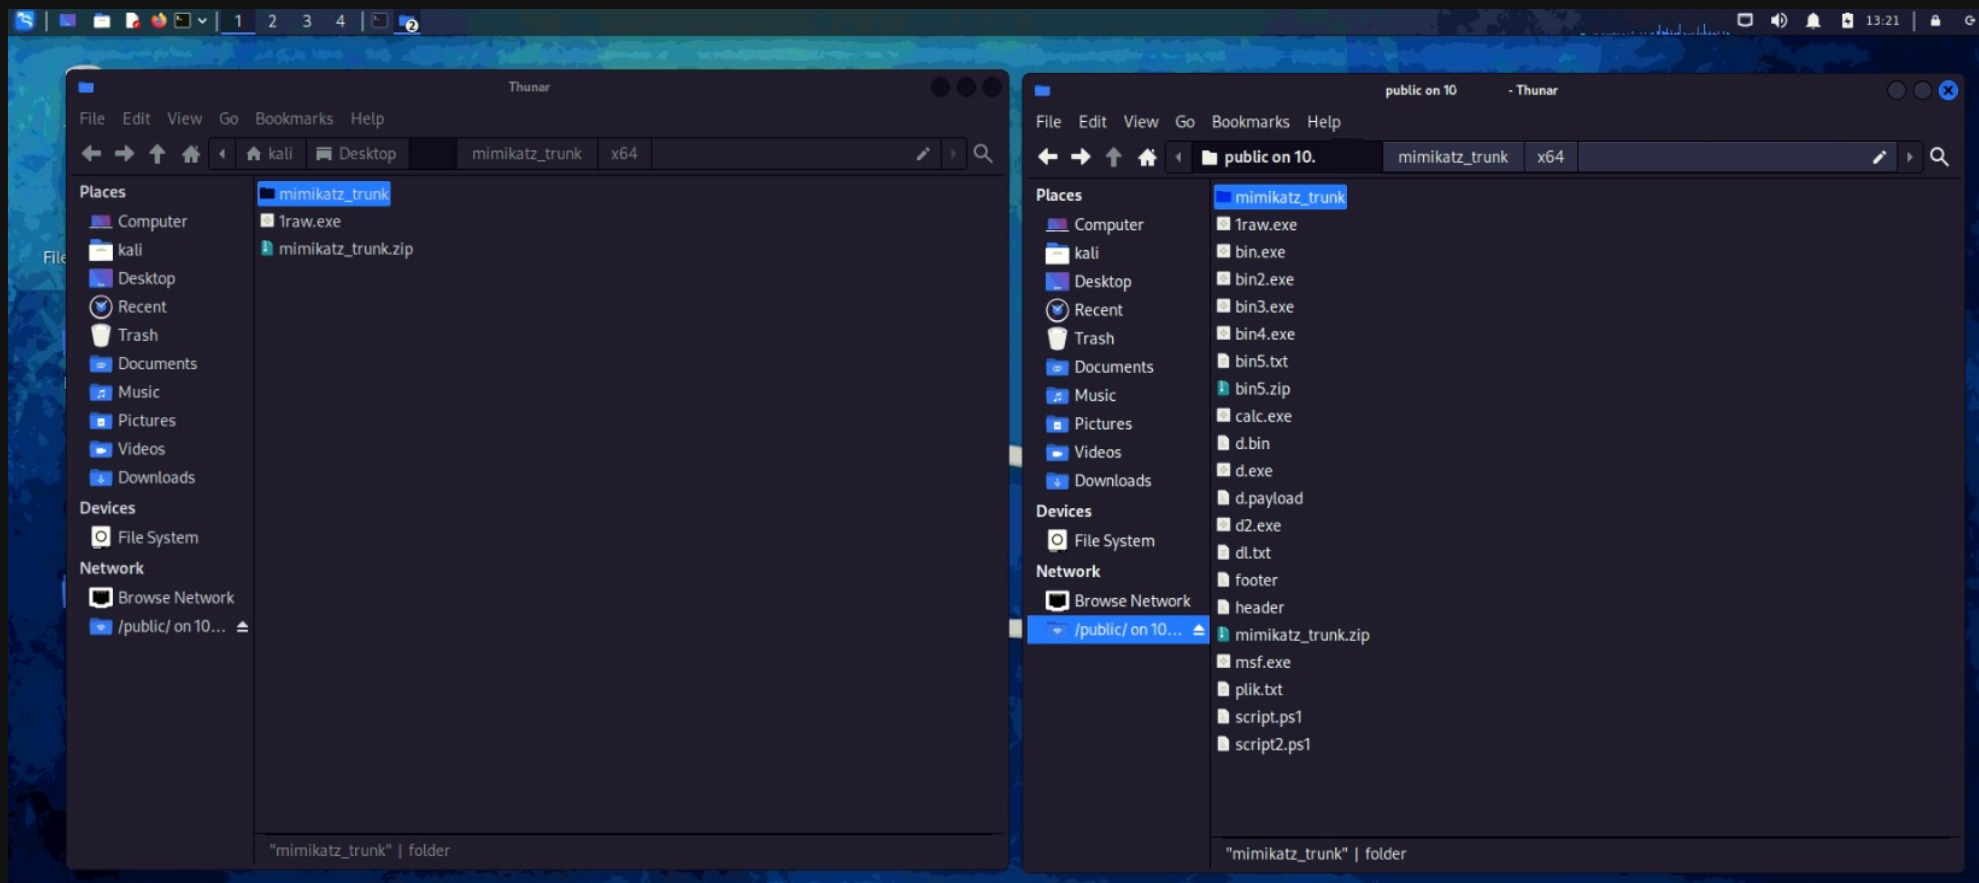 1 2 3 4 2 13:21
Thunar
File Edit View Go Bookmarks Help
kali Desktop mimikatz_trunk x64
Places
Computer
kali
Desktop
Recent
Trash
Documents
Music
Pictures
Videos
Downloads
Devices
File System
Network
Browse Network
/public/ on 10...
mimikatz_trunk
1raw.exe
mimikatz_trunk.zip
"mimikatz_trunk" | folder
public on 10 - Thunar
File Edit View Go Bookmarks Help
public on 10. mimikatz_trunk x64
Places
Computer
kali
Desktop
Recent
Trash
Documents
Music
Pictures
Videos
Downloads
Devices
File System
Network
Browse Network
/public/ on 10...
mimikatz_trunk
1raw.exe
bin.exe
bin2.exe
bin3.exe
bin4.exe
bin5.txt
bin5.zip
calc.exe
d.bin
d.exe
d.payload
d2.exe
dl.txt
footer
header
mimikatz_trunk.zip
msf.exe
plik.txt
script.ps1
script2.ps1
"mimikatz_trunk" | folder